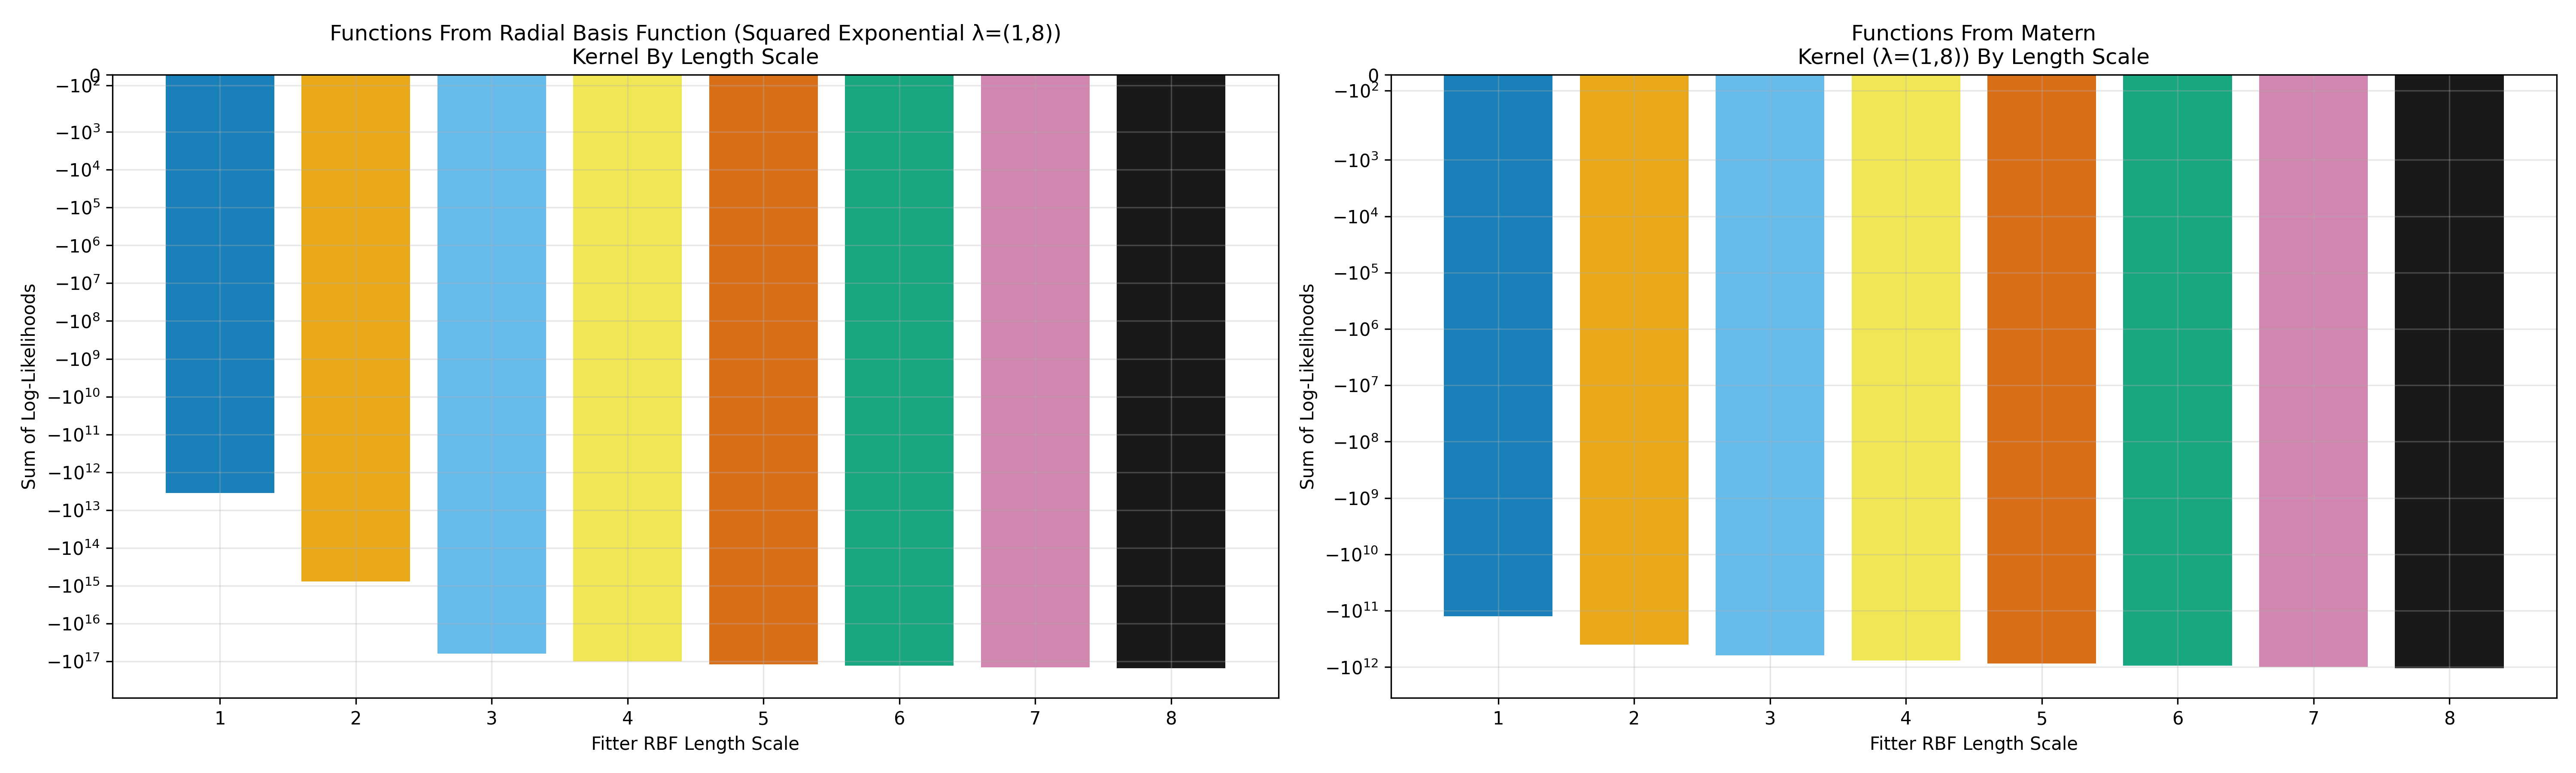 Functions From Radial Basis Function (Squared Exponential λ=(1,8))
Kernel By Length Scale
0
−10²
−10³
−10⁴
−10⁵
−10⁶
−10⁷
−10⁸
−10⁹
−10¹⁰
−10¹¹
−10¹²
−10¹³
−10¹⁴
−10¹⁵
−10¹⁶
−10¹⁷
Sum of Log-Likelihoods
1 2 3 4 5 6 7 8
Fitter RBF Length Scale
Functions From Matern
Kernel (λ=(1,8)) By Length Scale
0
−10²
−10³
−10⁴
−10⁵
−10⁶
−10⁷
−10⁸
−10⁹
−10¹⁰
−10¹¹
−10¹²
Sum of Log-Likelihoods
1 2 3 4 5 6 7 8
Fitter RBF Length Scale